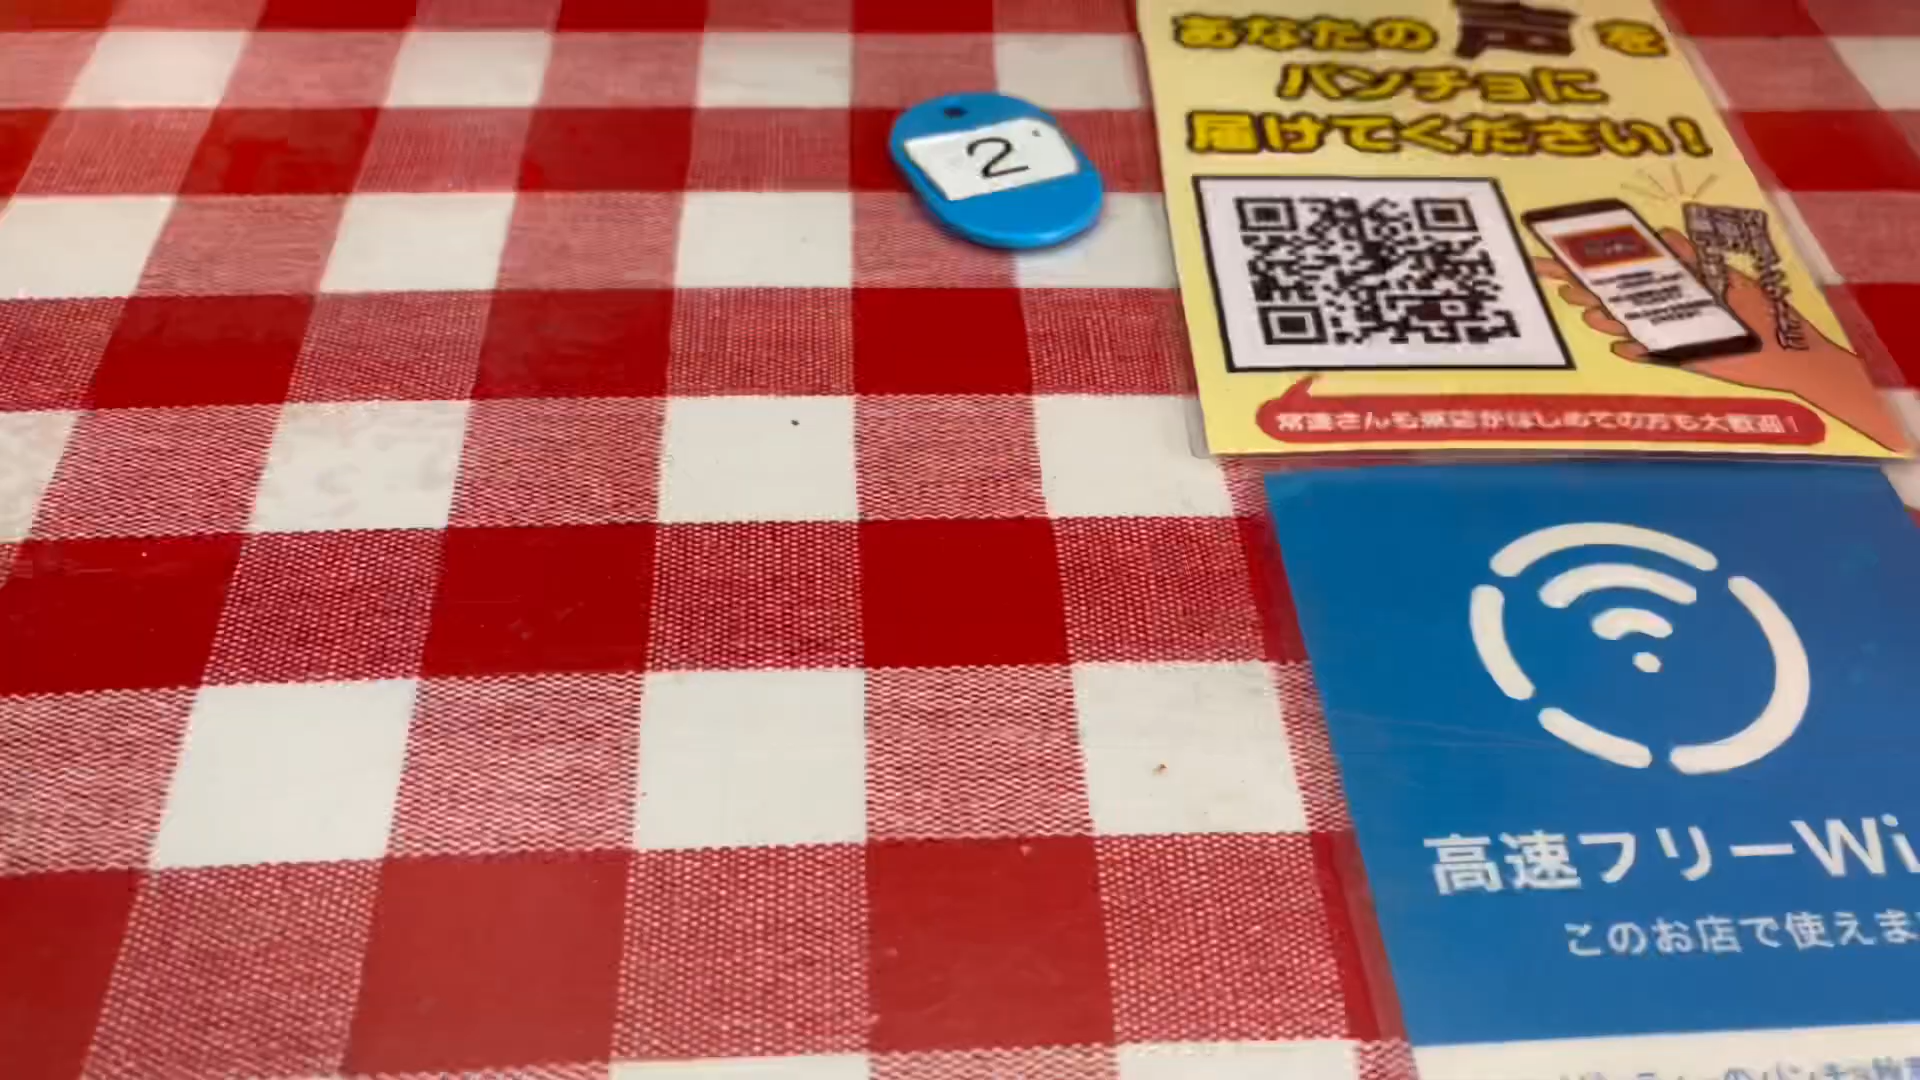 あなたの声を
パンチョに
届けてください!
2
常連さんも来店がはじめての方も大歓迎!
高速フリーWi
このお店で使えま